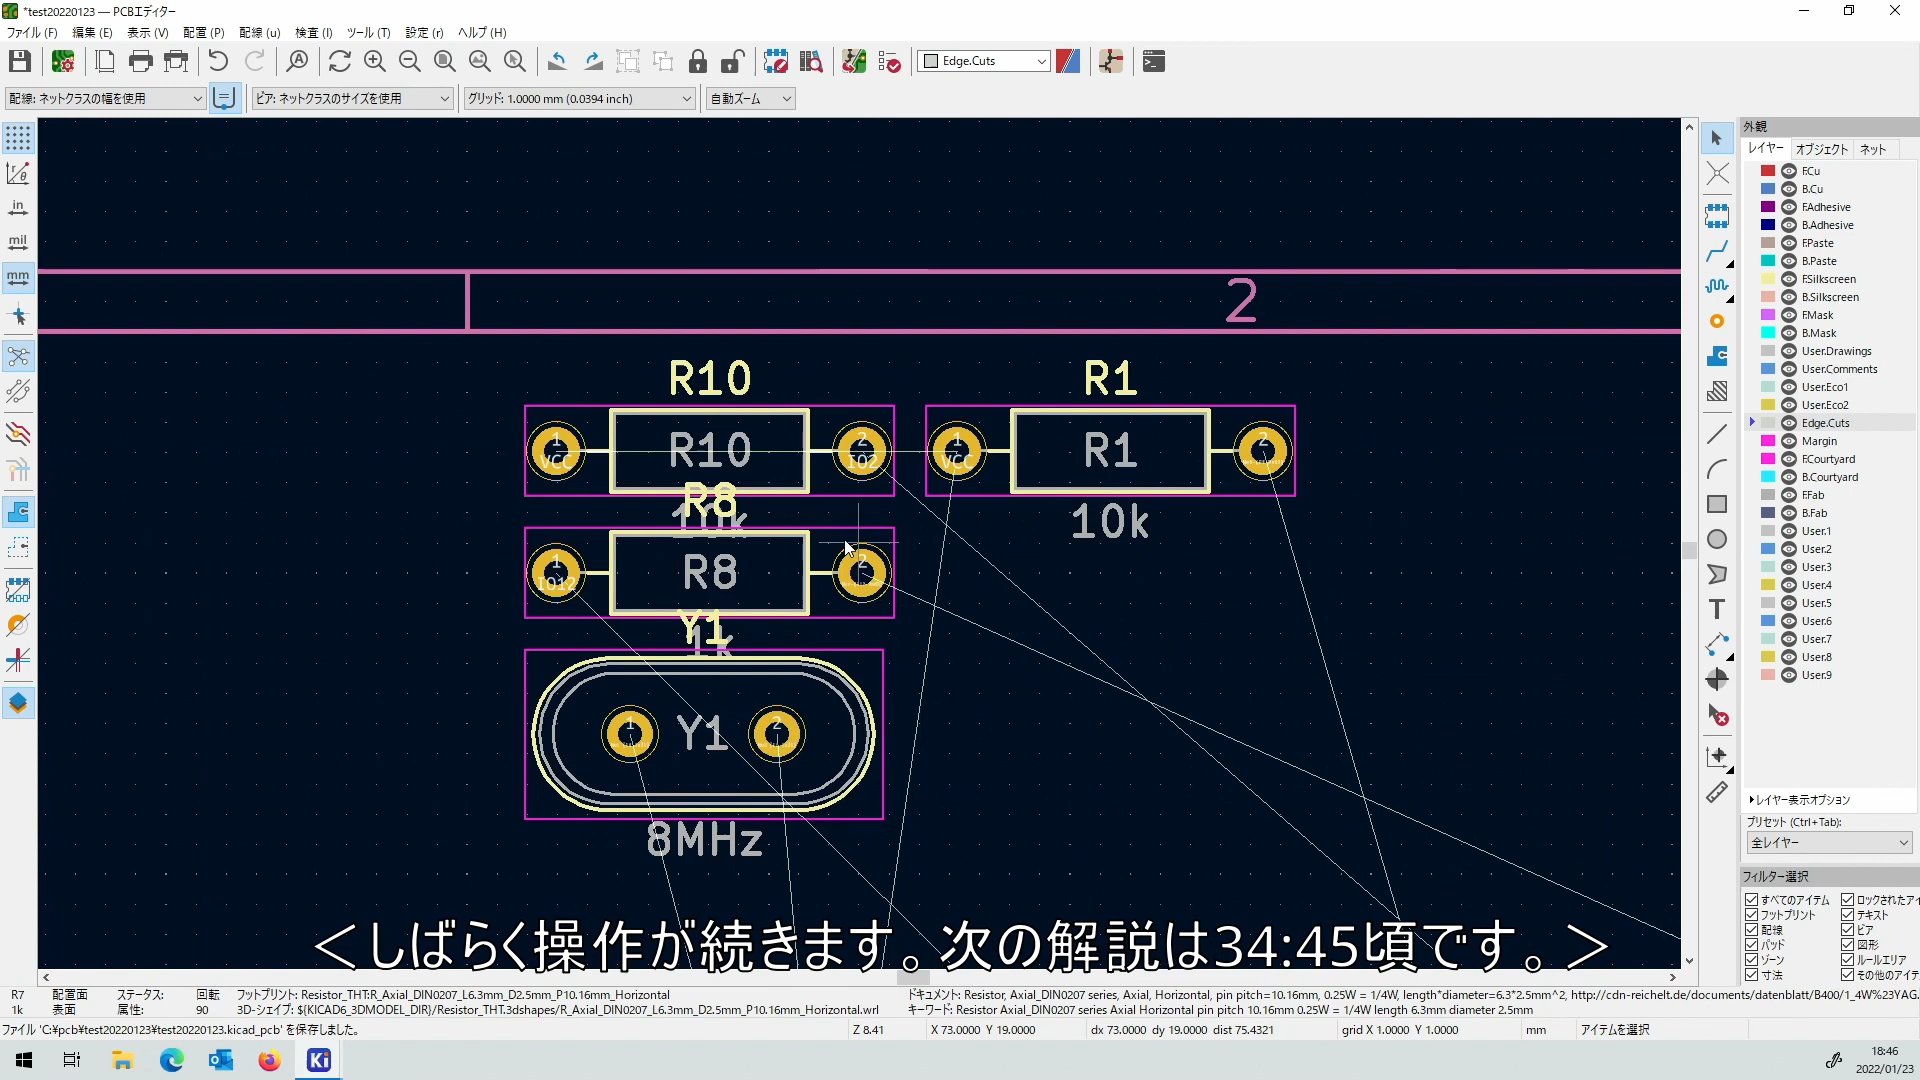 *test20220123 — PCBエディター
ファイル (F) 編集 (E) 表示 (V) 配置 (P) 配線 (u) 検査 (I) ツール (T) 設定 (r) ヘルプ (H)
Edge.Cuts
配線: ネットクラスの幅を使用 ビア: ネットクラスのサイズを使用 グリッド: 1.0000 mm (0.0394 inch) 自動ズーム
in
mil
mm
2
R10 R1
1 VCC R10 2 IO2 1 VCC R1 2
R8
10k 10k
1 IO12 R8 2
Y1
1k
1 Y1 2
8MHz
＜しばらく操作が続きます。次の解説は34:45頃です。＞
外観
レイヤー オブジェクト ネット
F.Cu
B.Cu
F.Adhesive
B.Adhesive
F.Paste
B.Paste
F.Silkscreen
B.Silkscreen
F.Mask
B.Mask
User.Drawings
User.Comments
User.Eco1
User.Eco2
Edge.Cuts
Margin
F.Courtyard
B.Courtyard
F.Fab
B.Fab
User.1
User.2
User.3
User.4
User.5
User.6
User.7
User.8
User.9
レイヤー表示オプション
プリセット (Ctrl+Tab):
全レイヤー
フィルター選択
すべてのアイテム ロックされたアイ
フットプリント テキスト
配線 ビア
パッド 図形
ゾーン ルールエリア
寸法 その他のアイテ
R7 配置面 ステータス: 回転 フットプリント: Resistor_THT:R_Axial_DIN0207_L6.3mm_D2.5mm_P10.16mm_Horizontal ドキュメント: Resistor, Axial_DIN0207 series, Axial, Horizontal, pin pitch=10.16mm, 0.25W = 1/4W, length*diameter=6.3*2.5mm^2, http://cdn-reichelt.de/documents/datenblatt/B400/1_4W%23YAG.
1k 表面 属性: 90 3D-シェイプ: ${KICAD6_3DMODEL_DIR}/Resistor_THT.3dshapes/R_Axial_DIN0207_L6.3mm_D2.5mm_P10.16mm_Horizontal.wrl キーワード: Resistor Axial_DIN0207 series Axial Horizontal pin pitch 10.16mm 0.25W = 1/4W length 6.3mm diameter 2.5mm
ファイル 'C:¥pcb¥test20220123¥test20220123.kicad_pcb' を保存しました。 Z 8.41 X 73.0000 Y 19.0000 dx 73.0000 dy 19.0000 dist 75.4321 grid X 1.0000 Y 1.0000 mm アイテムを選択
Ki
18:46
2022/01/23